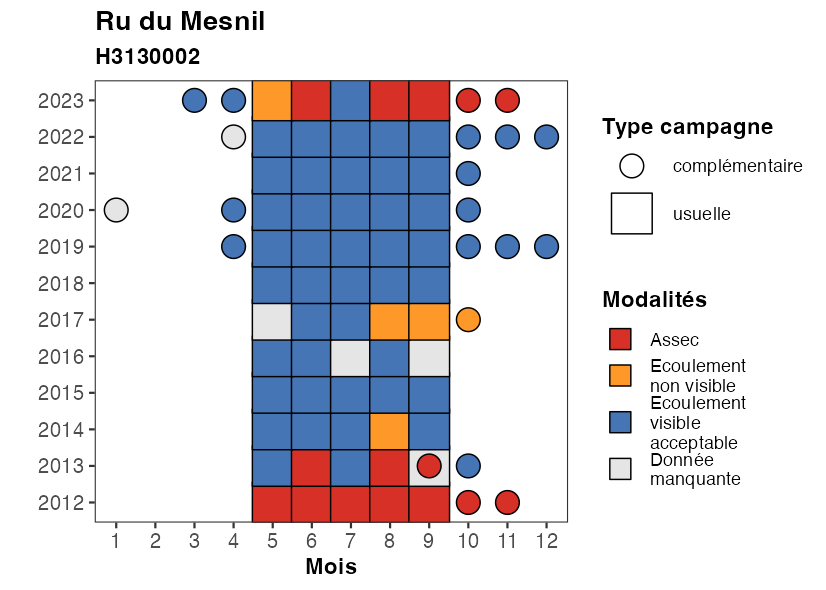 Ru du Mesnil
H3130002
2023
2022
2021
2020
2019
2018
2017
2016
2015
2014
2013
2012
1 2 3 4 5 6 7 8 9 10 11 12
Mois
Type campagne
complémentaire
usuelle
Modalités
Assec
Ecoulement
non visible
Ecoulement
visible
acceptable
Donnée
manquante